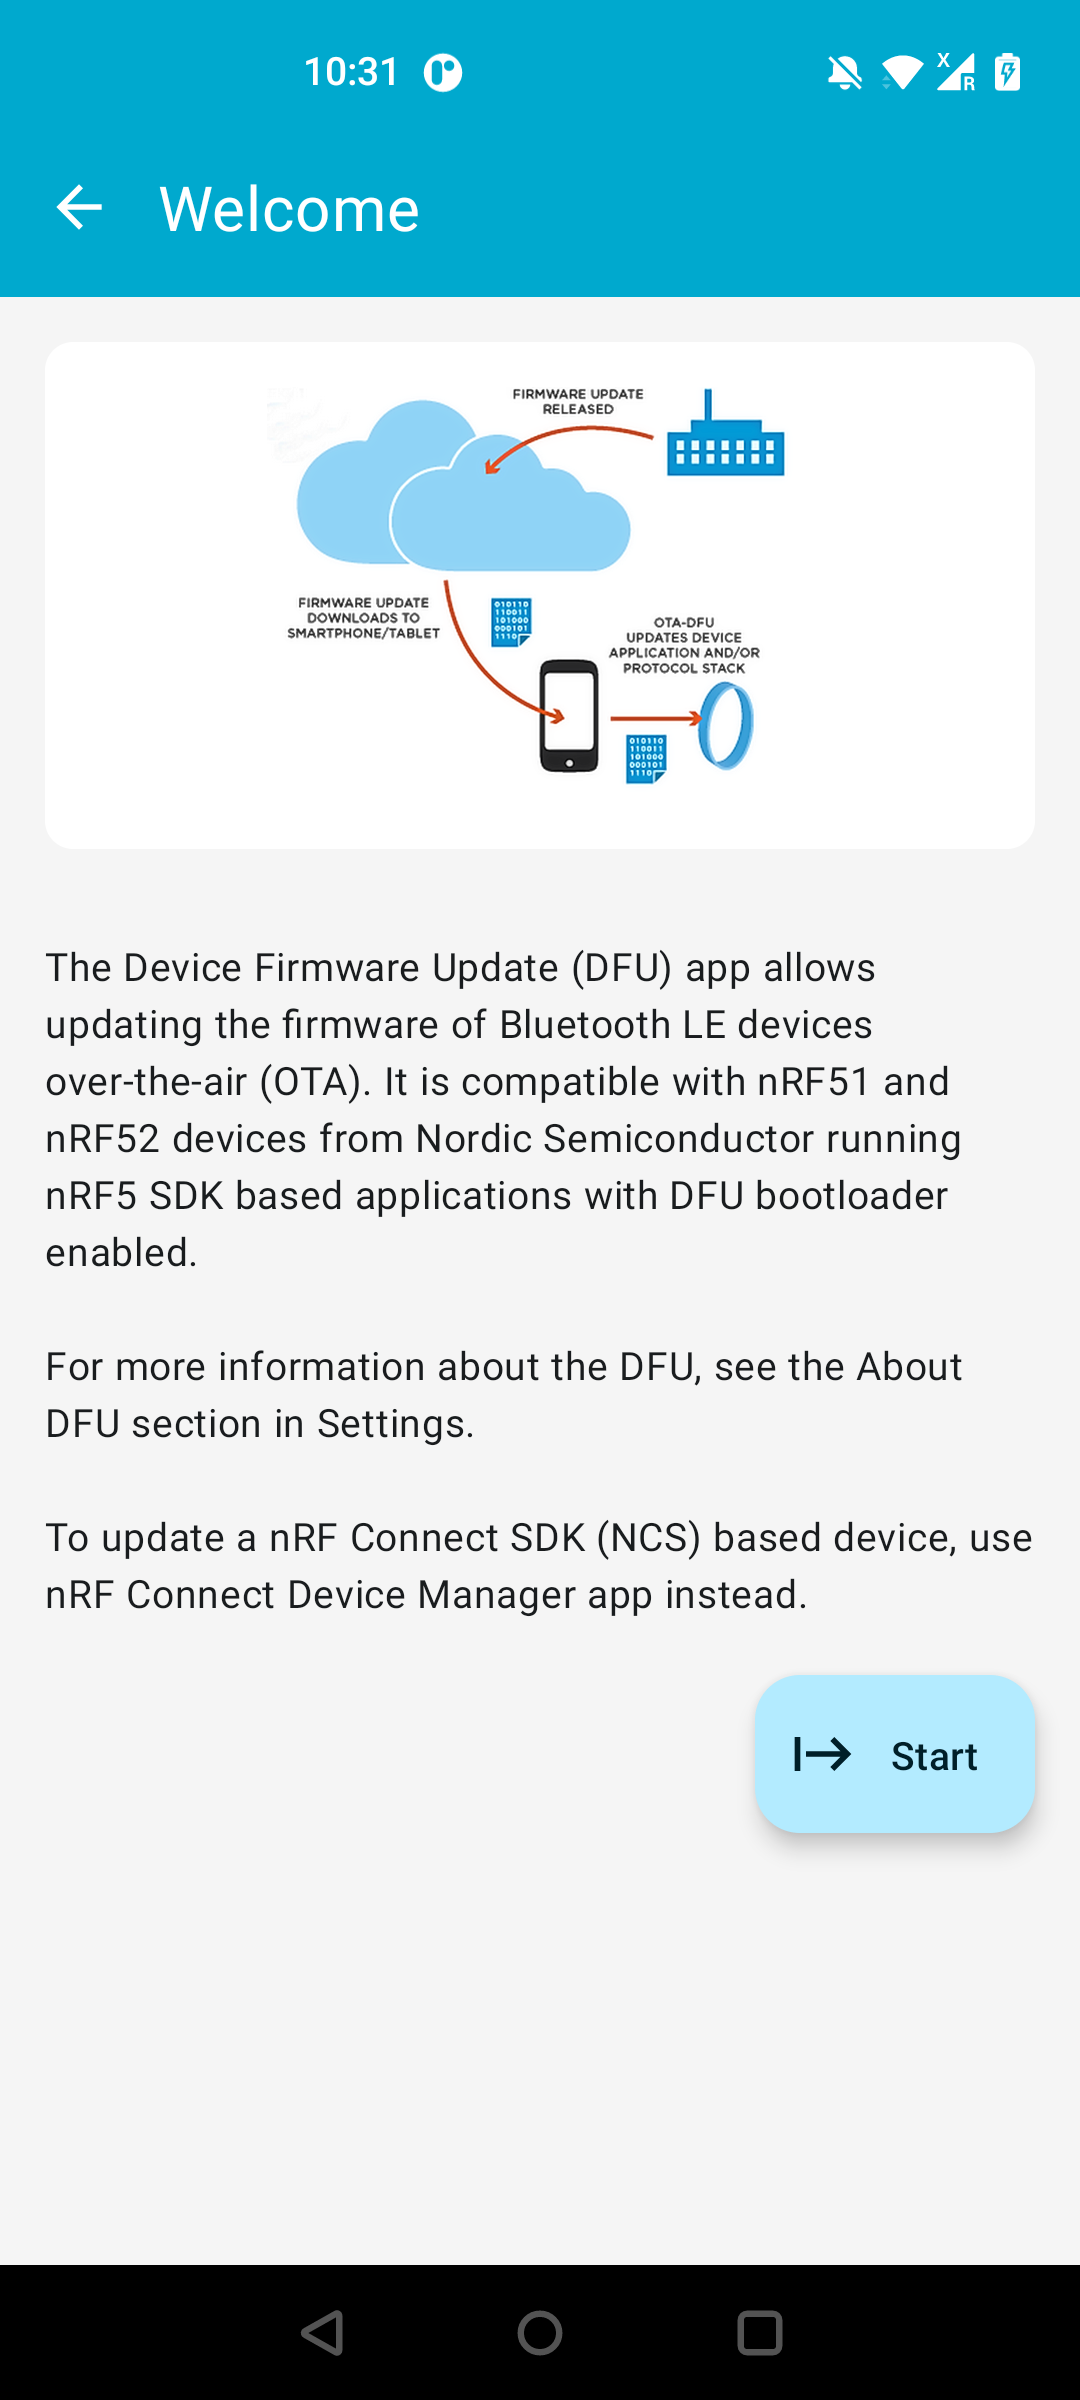 10:31
X
R
Welcome
FIRMWARE UPDATE
RELEASED
FIRMWARE UPDATE
DOWNLOADS TO
SMARTPHONE/TABLET
010110
110011
101000
000101
1110
OTA-DFU
UPDATES DEVICE
APPLICATION AND/OR
PROTOCOL STACK
010110
110011
101000
000101
1110
The Device Firmware Update (DFU) app allows
updating the firmware of Bluetooth LE devices
over-the-air (OTA). It is compatible with nRF51 and
nRF52 devices from Nordic Semiconductor running
nRF5 SDK based applications with DFU bootloader
enabled.
For more information about the DFU, see the About
DFU section in Settings.
To update a nRF Connect SDK (NCS) based device, use
nRF Connect Device Manager app instead.
Start